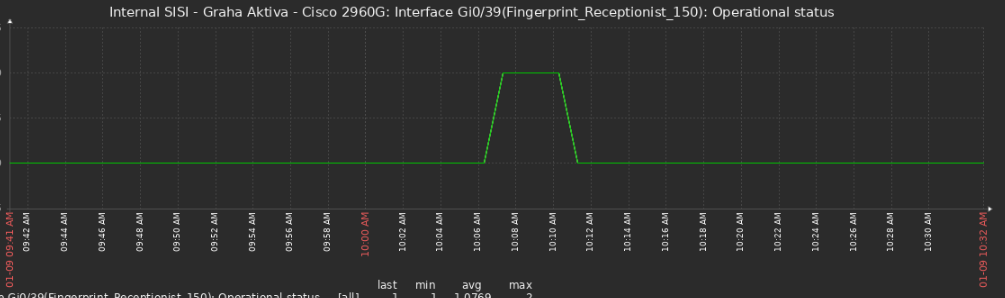 Internal SISI - Graha Aktiva - Cisco 2960G: Interface Gi0/39(Fingerprint_Receptionist_150): Operational status
01-09 09:41 AM
09:42 AM
09:44 AM
09:46 AM
09:48 AM
09:50 AM
09:52 AM
09:54 AM
09:56 AM
09:58 AM
10:00 AM
10:02 AM
10:04 AM
10:06 AM
10:08 AM
10:10 AM
10:12 AM
10:14 AM
10:16 AM
10:18 AM
10:20 AM
10:22 AM
10:24 AM
10:26 AM
10:28 AM
10:30 AM
01-09 10:32 AM
last min avg max
Gi0/39(Fingerprint_Receptionist_150): Operational status [all] 1 1 1.0769 2